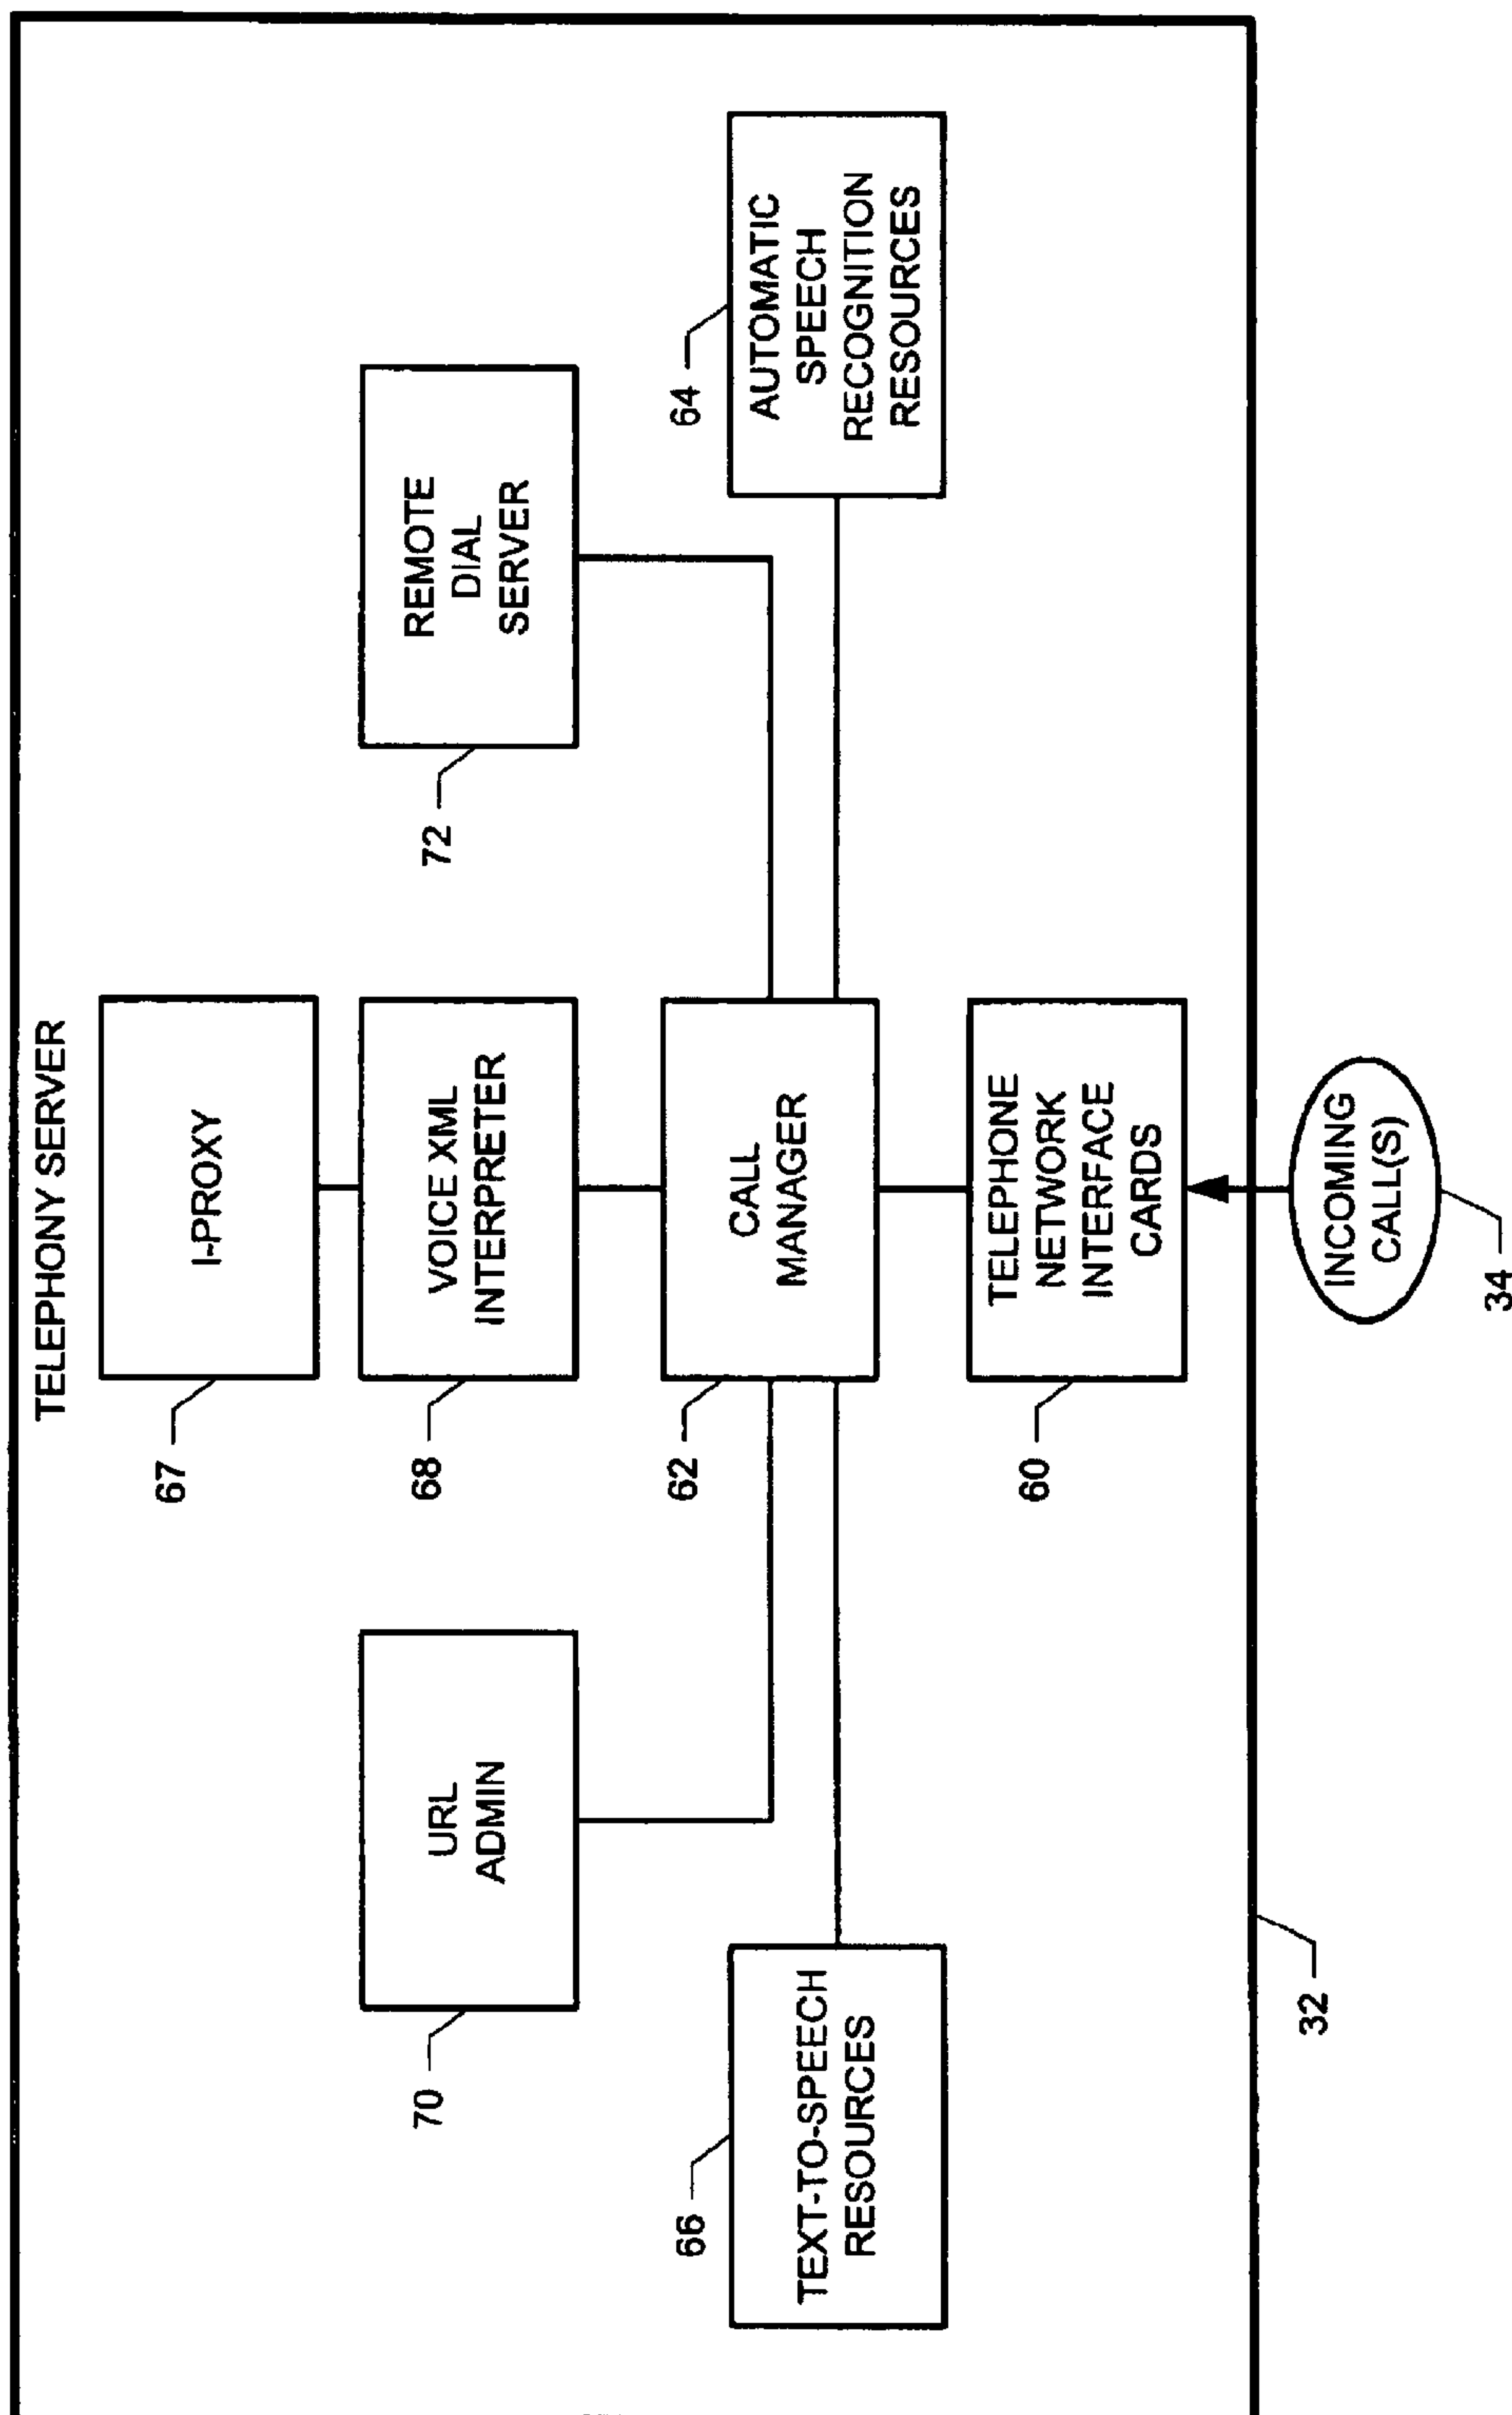 TELEPHONY SERVER
67
I-PROXY
70
URL
ADMIN
68
VOICE XML
INTERPRETER
72
REMOTE
DIAL
SERVER
66
TEXT-TO-SPEECH
RESOURCES
62
CALL
MANAGER
64
AUTOMATIC
SPEECH
RECOGNITION
RESOURCES
60
TELEPHONE
NETWORK
INTERFACE
CARDS
32
INCOMING
CALL(S)
34